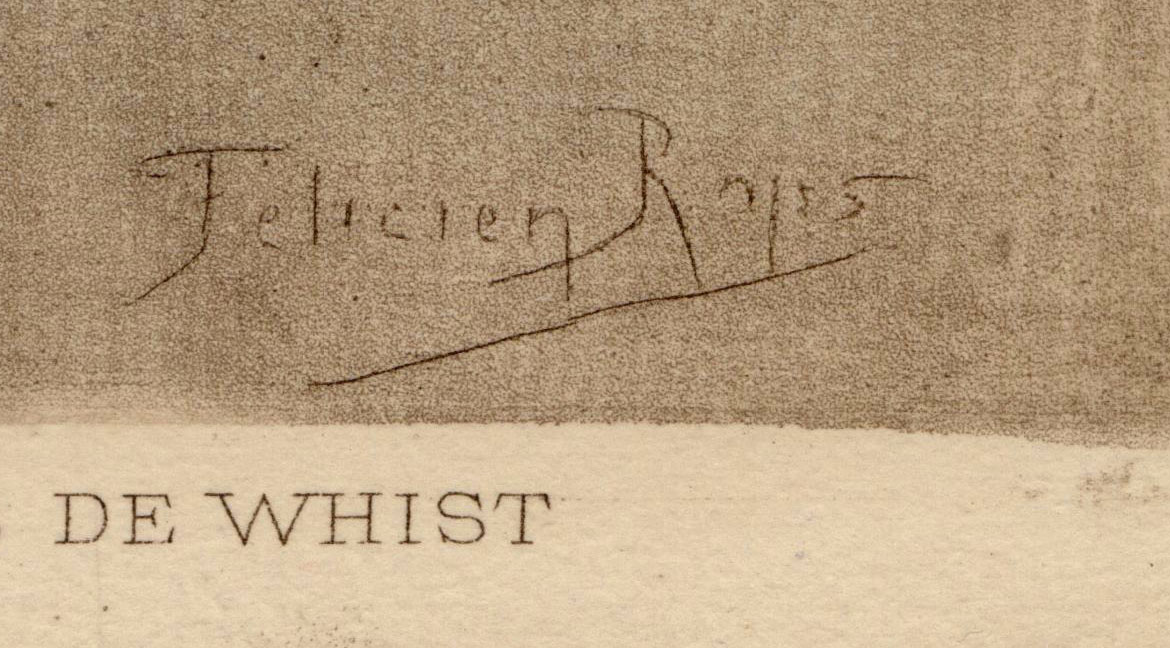 Felicien Rops
DE WHIST